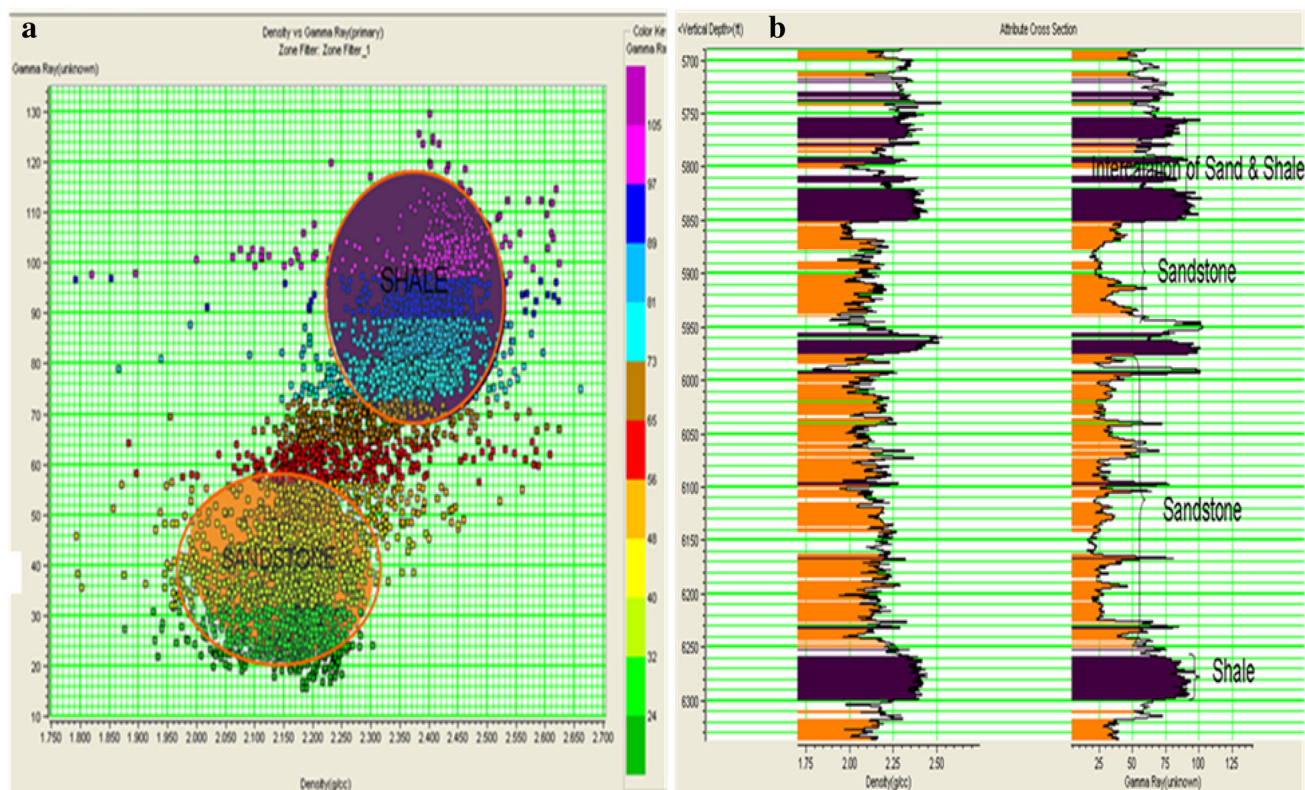 a
Density vs Gamma Ray(primary)
Zone Filter: Zone Filter_1
Gamma Ray(unknown)
Color Ke
Gamma Ra
130
120
110
100
90
80
70
60
50
40
30
20
10
SHALE
SANDSTONE
1.750 1.800 1.850 1.900 1.950 2.000 2.050 2.100 2.150 2.200 2.250 2.300 2.350 2.400 2.450 2.500 2.550 2.600 2.650 2.700
Density(g/cc)
105
97
89
81
73
65
56
48
40
32
24
b
<Vertical Depth>(ft)
Attribute Cross Section
5700
5750
5800
5850
5900
5950
6000
6050
6100
6150
6200
6250
6300
Intercalation of Sand & Shale
Sandstone
Sandstone
Shale
1.75 2.00 2.25 2.50
Density(g/cc)
25 50 75 100 125
Gamma Ray(unknown)